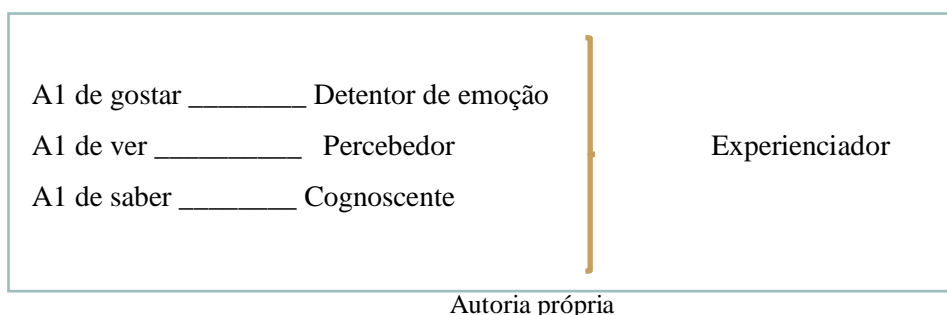 A1 de gostar ________ Detentor de emoção
A1 de ver __________ Percebedor
Experienciador
A1 de saber ________ Cognoscente
Autoria própria